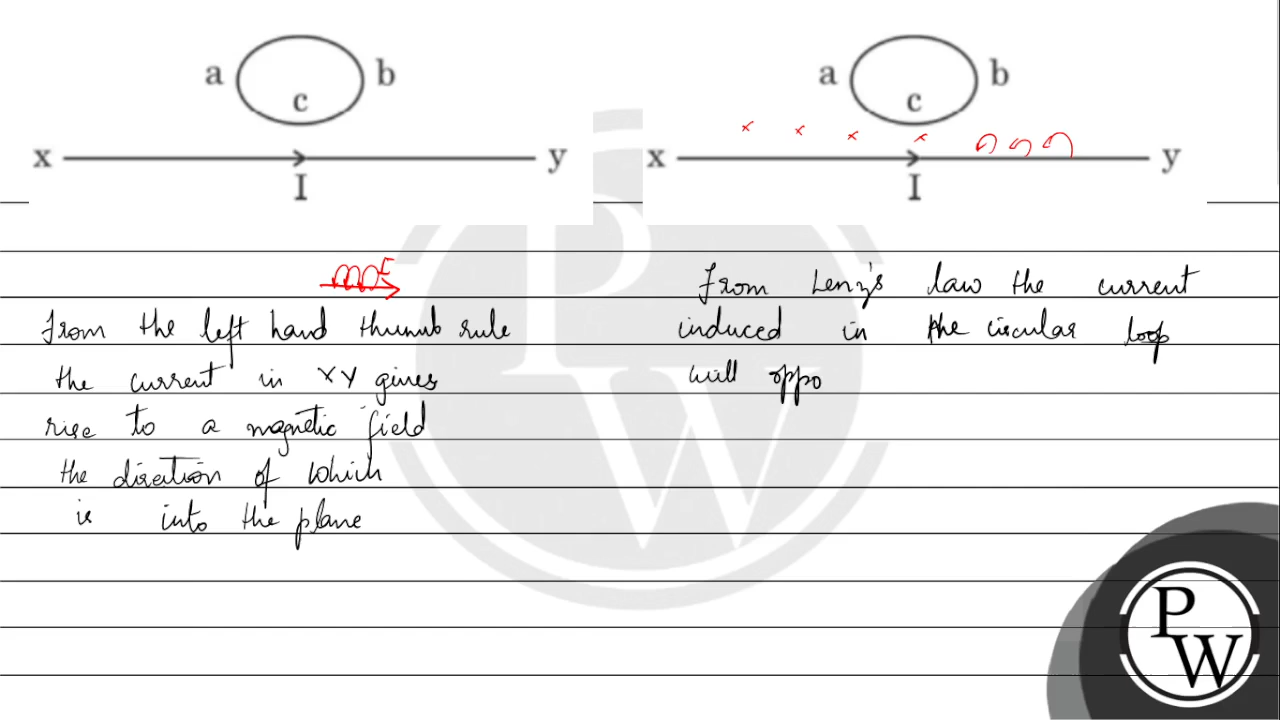 a b
c
x y
I
a b
c
x y
I
from the left hand thumb rule
the current in XY gives
rise to a magnetic field
the direction of which
is into the plane
from Lenz's law the current
induced in the circular loop
will oppo
P
W
P
W